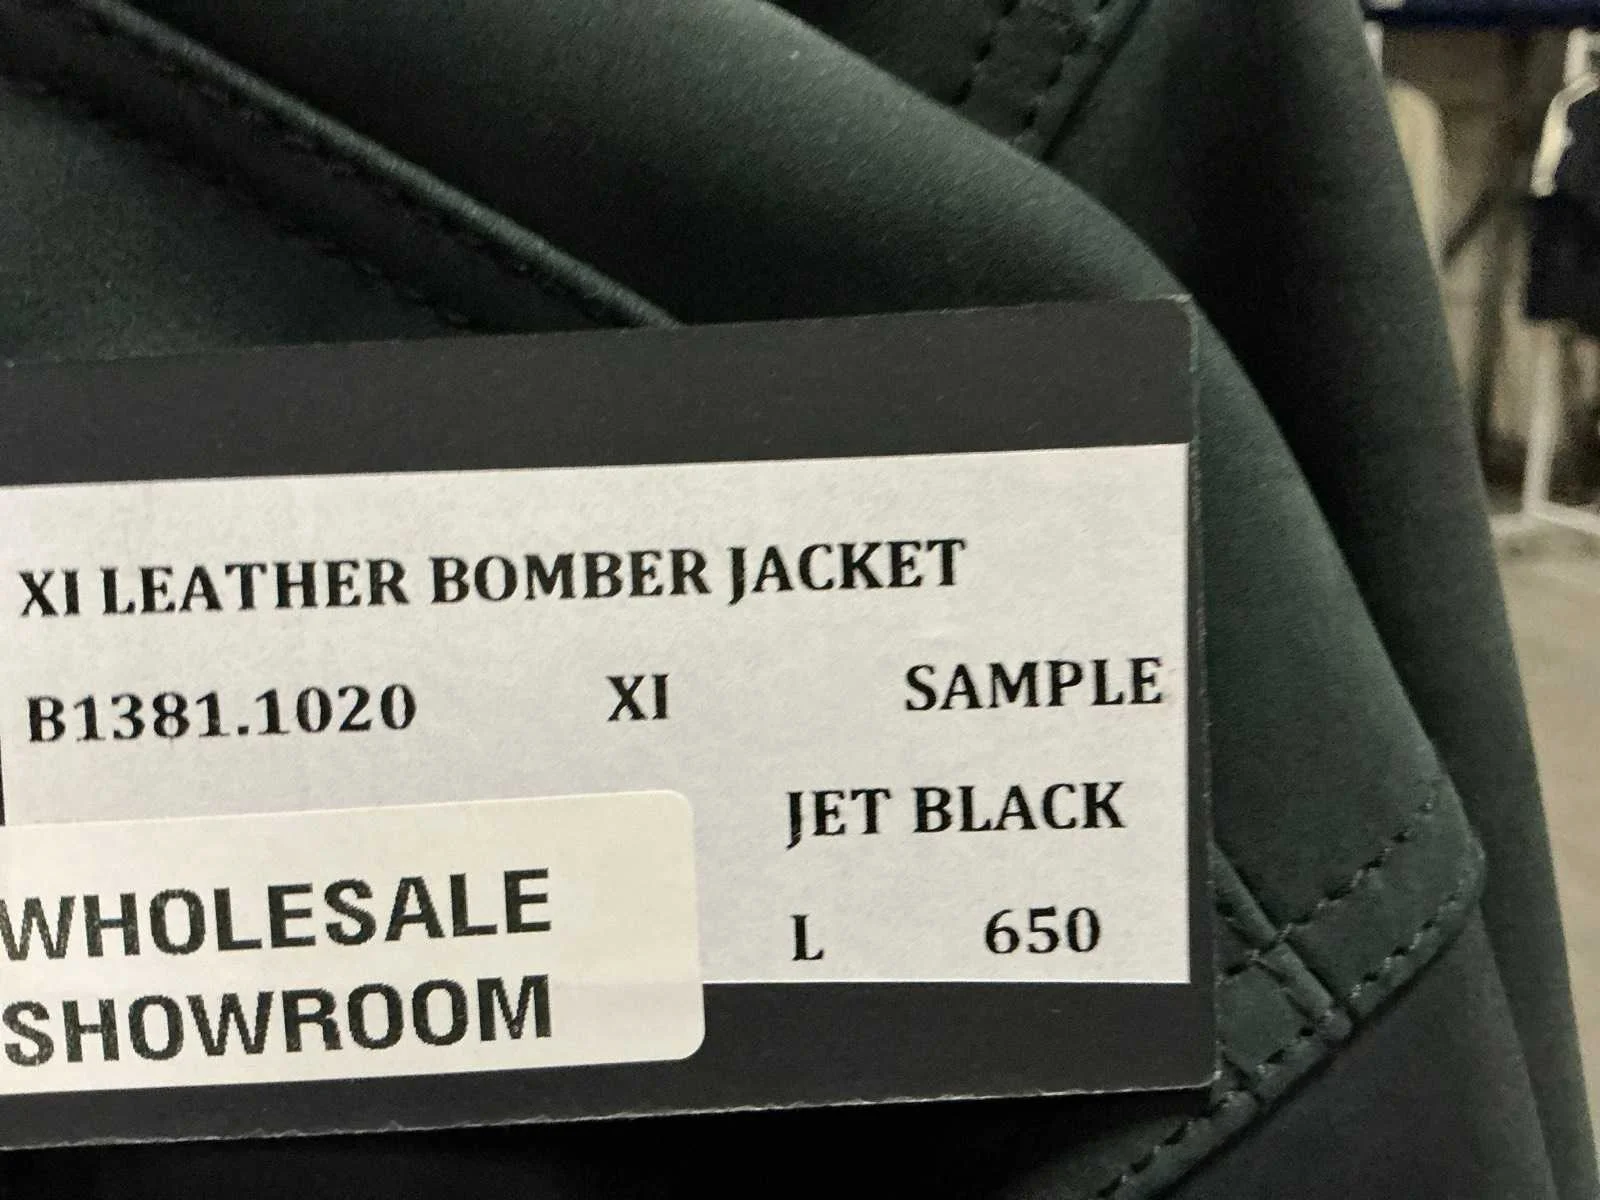 XI LEATHER BOMBER JACKET
B1381.1020 XI SAMPLE
JET BLACK
L 650
WHOLESALE
SHOWROOM